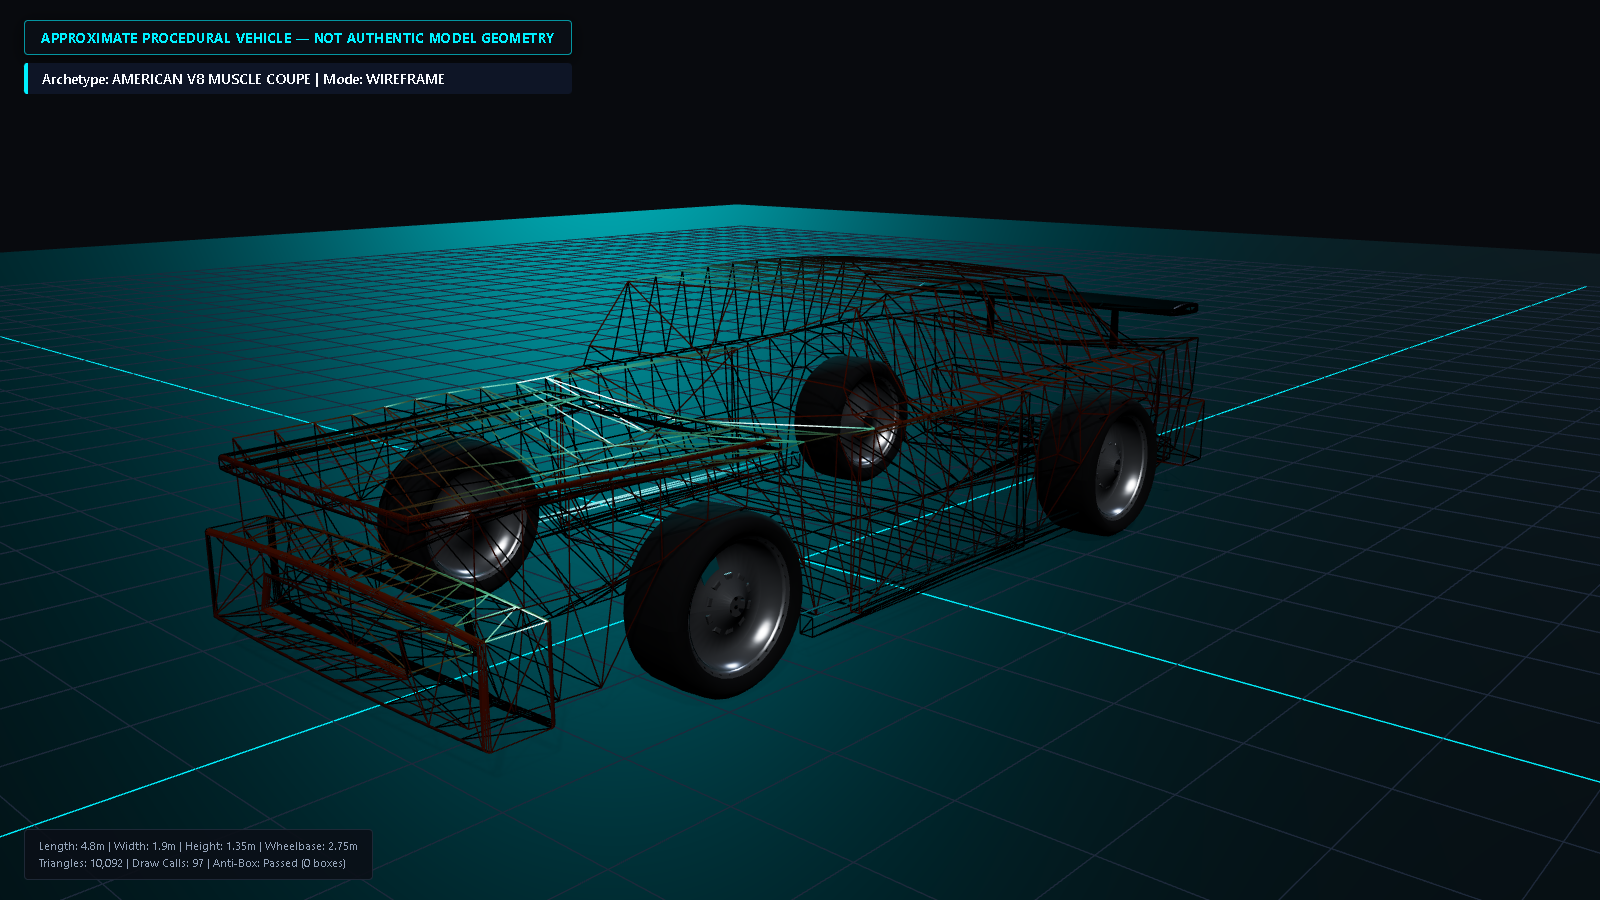 APPROXIMATE PROCEDURAL VEHICLE — NOT AUTHENTIC MODEL GEOMETRY
Archetype: AMERICAN V8 MUSCLE COUPE | Mode: WIREFRAME
Length: 4.8m | Width: 1.9m | Height: 1.35m | Wheelbase: 2.75m
Triangles: 10,092 | Draw Calls: 97 | Anti-Box: Passed (0 boxes)